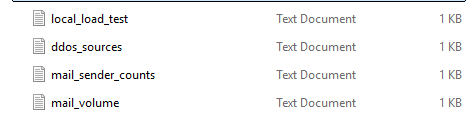 local_load_test Text Document 1 KB
ddos_sources Text Document 1 KB
mail_sender_counts Text Document 1 KB
mail_volume Text Document 1 KB